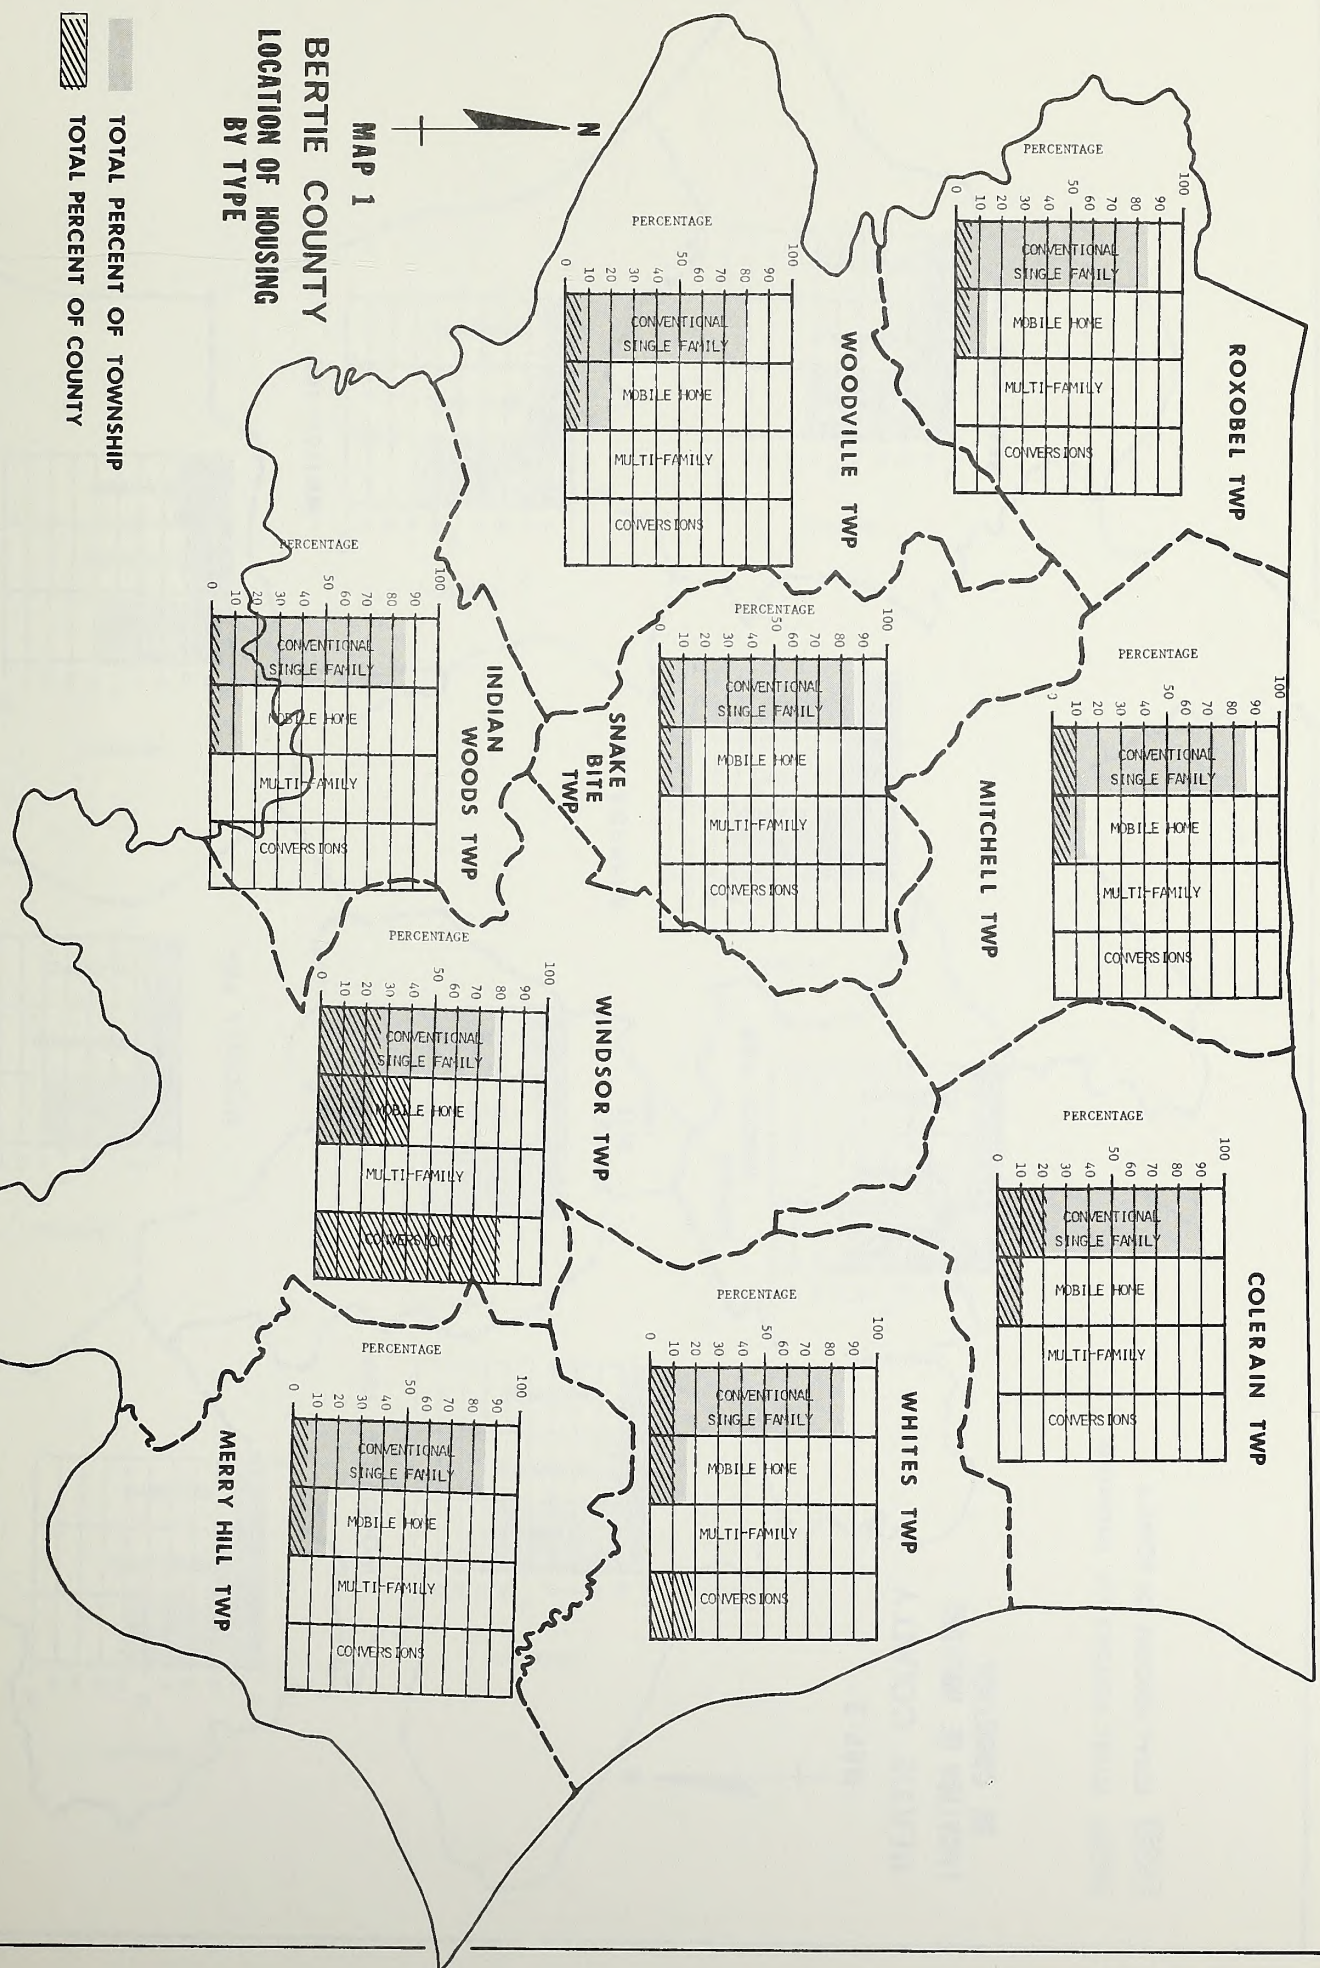 MAP 1
BERTIE COUNTY
LOCATION OF HOUSING
BY TYPE
N
TOTAL PERCENT OF TOWNSHIP
TOTAL PERCENT OF COUNTY
ROXOBEL TWP
PERCENTAGE
100
90
80
70
60
50
40
30
20
10
0
CONVENTIONAL
SINGLE FAMILY
MOBILE HOME
MULTI-FAMILY
CONVERSIONS
WOODVILLE TWP
PERCENTAGE
100
90
80
70
60
50
40
30
20
10
0
CONVENTIONAL
SINGLE FAMILY
MOBILE HOME
MULTI-FAMILY
CONVERSIONS
MITCHELL TWP
PERCENTAGE
100
90
80
70
60
50
40
30
20
10
0
CONVENTIONAL
SINGLE FAMILY
MOBILE HOME
MULTI-FAMILY
CONVERSIONS
SNAKE
BITE
TWP
PERCENTAGE
100
90
80
70
60
50
40
30
20
10
0
CONVENTIONAL
SINGLE FAMILY
MOBILE HOME
MULTI-FAMILY
CONVERSIONS
INDIAN
WOODS TWP
PERCENTAGE
100
90
80
70
60
50
40
30
20
10
0
CONVENTIONAL
SINGLE FAMILY
MOBILE HOME
MULTI-FAMILY
CONVERSIONS
COLERAIN TWP
PERCENTAGE
100
90
80
70
60
50
40
30
20
10
0
CONVENTIONAL
SINGLE FAMILY
MOBILE HOME
MULTI-FAMILY
CONVERSIONS
WINDSOR TWP
PERCENTAGE
100
90
80
70
60
50
40
30
20
10
0
CONVENTIONAL
SINGLE FAMILY
MOBILE HOME
MULTI-FAMILY
CONVERSIONS
WHITES TWP
PERCENTAGE
100
90
80
70
60
50
40
30
20
10
0
CONVENTIONAL
SINGLE FAMILY
MOBILE HOME
MULTI-FAMILY
CONVERSIONS
MERRY HILL TWP
PERCENTAGE
100
90
80
70
60
50
40
30
20
10
0
CONVENTIONAL
SINGLE FAMILY
MOBILE HOME
MULTI-FAMILY
CONVERSIONS